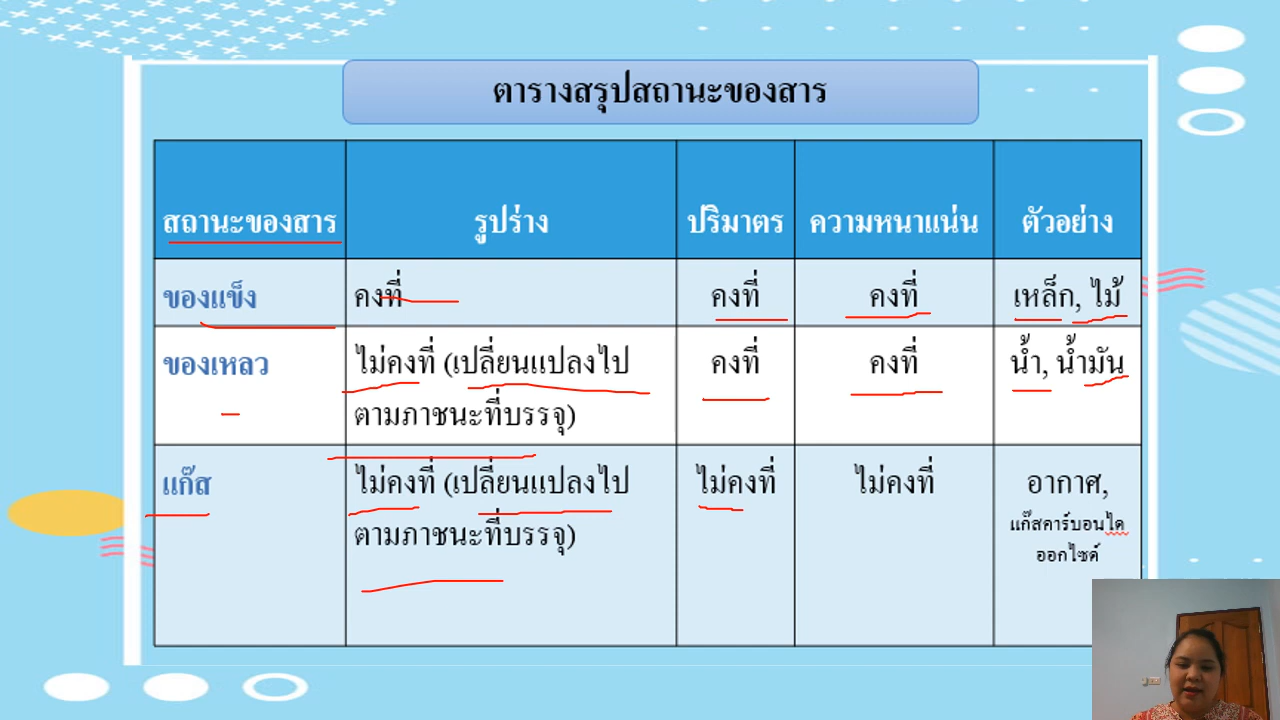 ตารางสรุปสถานะของสาร
สถานะของสาร รูปร่าง ปริมาตร ความหนาแน่น ตัวอย่าง
ของแข็ง คงที่ คงที่ คงที่ เหล็ก, ไม้
ของเหลว ไม่คงที่ (เปลี่ยนแปลงไป คงที่ คงที่ น้ำ, น้ำมัน
ตามภาชนะที่บรรจุ)
แก๊ส ไม่คงที่ (เปลี่ยนแปลงไป ไม่คงที่ ไม่คงที่ อากาศ,
ตามภาชนะที่บรรจุ) แก๊สคาร์บอนได
ออกไซด์